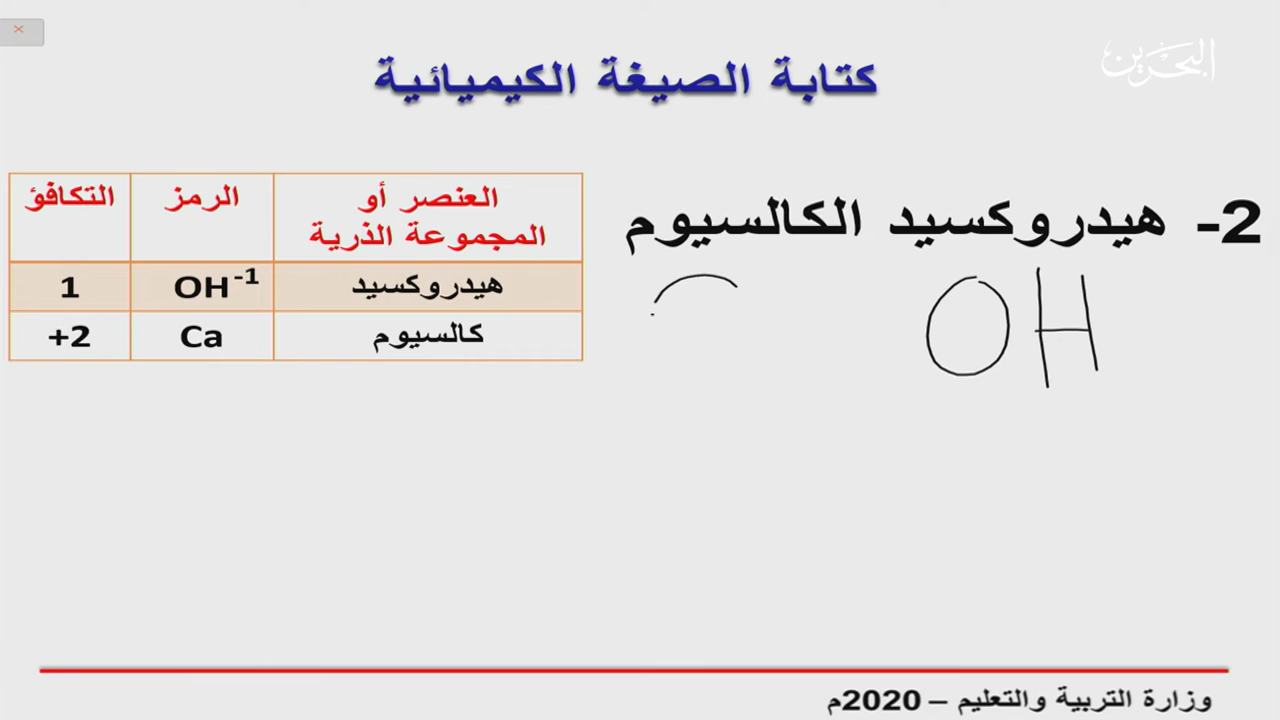 البحرين
كتابة الصيغة الكيميائية
2- هيدروكسيد الكالسيوم
OH
العنصر أو المجموعة الذرية الرمز التكافؤ
هيدروكسيد OH⁻¹ 1
كالسيوم Ca +2
وزارة التربية والتعليم – 2020م